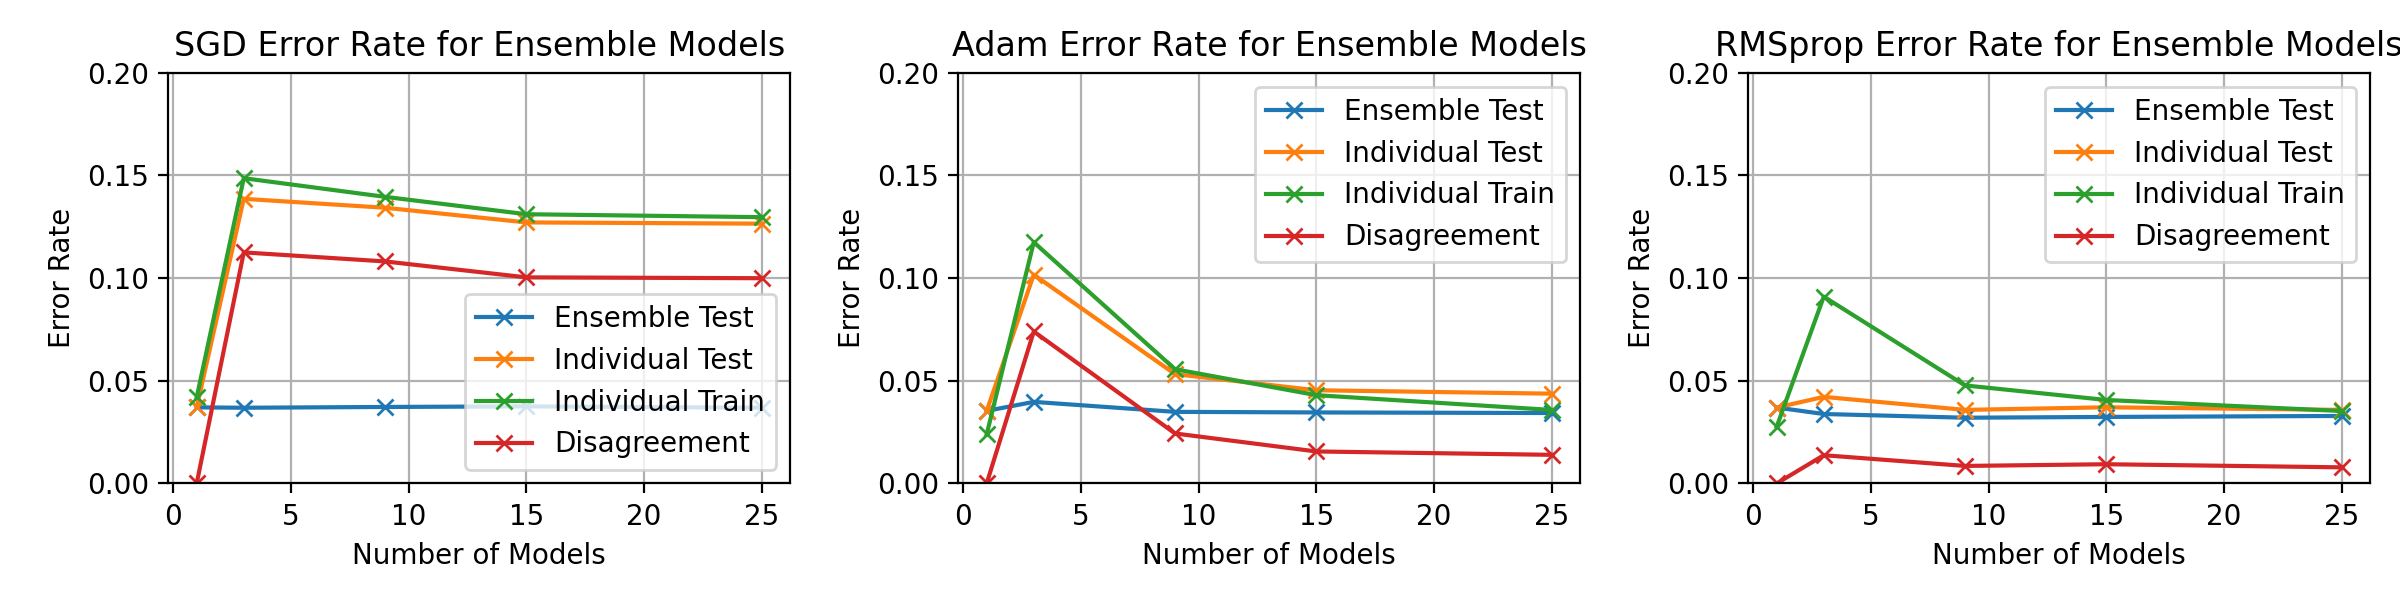 SGD Error Rate for Ensemble Models
0.20
0.15
0.10
0.05
0.00
Error Rate
Ensemble Test
Individual Test
Individual Train
Disagreement
0 5 10 15 20 25
Number of Models
Adam Error Rate for Ensemble Models
0.20
0.15
0.10
0.05
0.00
Error Rate
Ensemble Test
Individual Test
Individual Train
Disagreement
0 5 10 15 20 25
Number of Models
RMSprop Error Rate for Ensemble Models
0.20
0.15
0.10
0.05
0.00
Error Rate
Ensemble Test
Individual Test
Individual Train
Disagreement
0 5 10 15 20 25
Number of Models